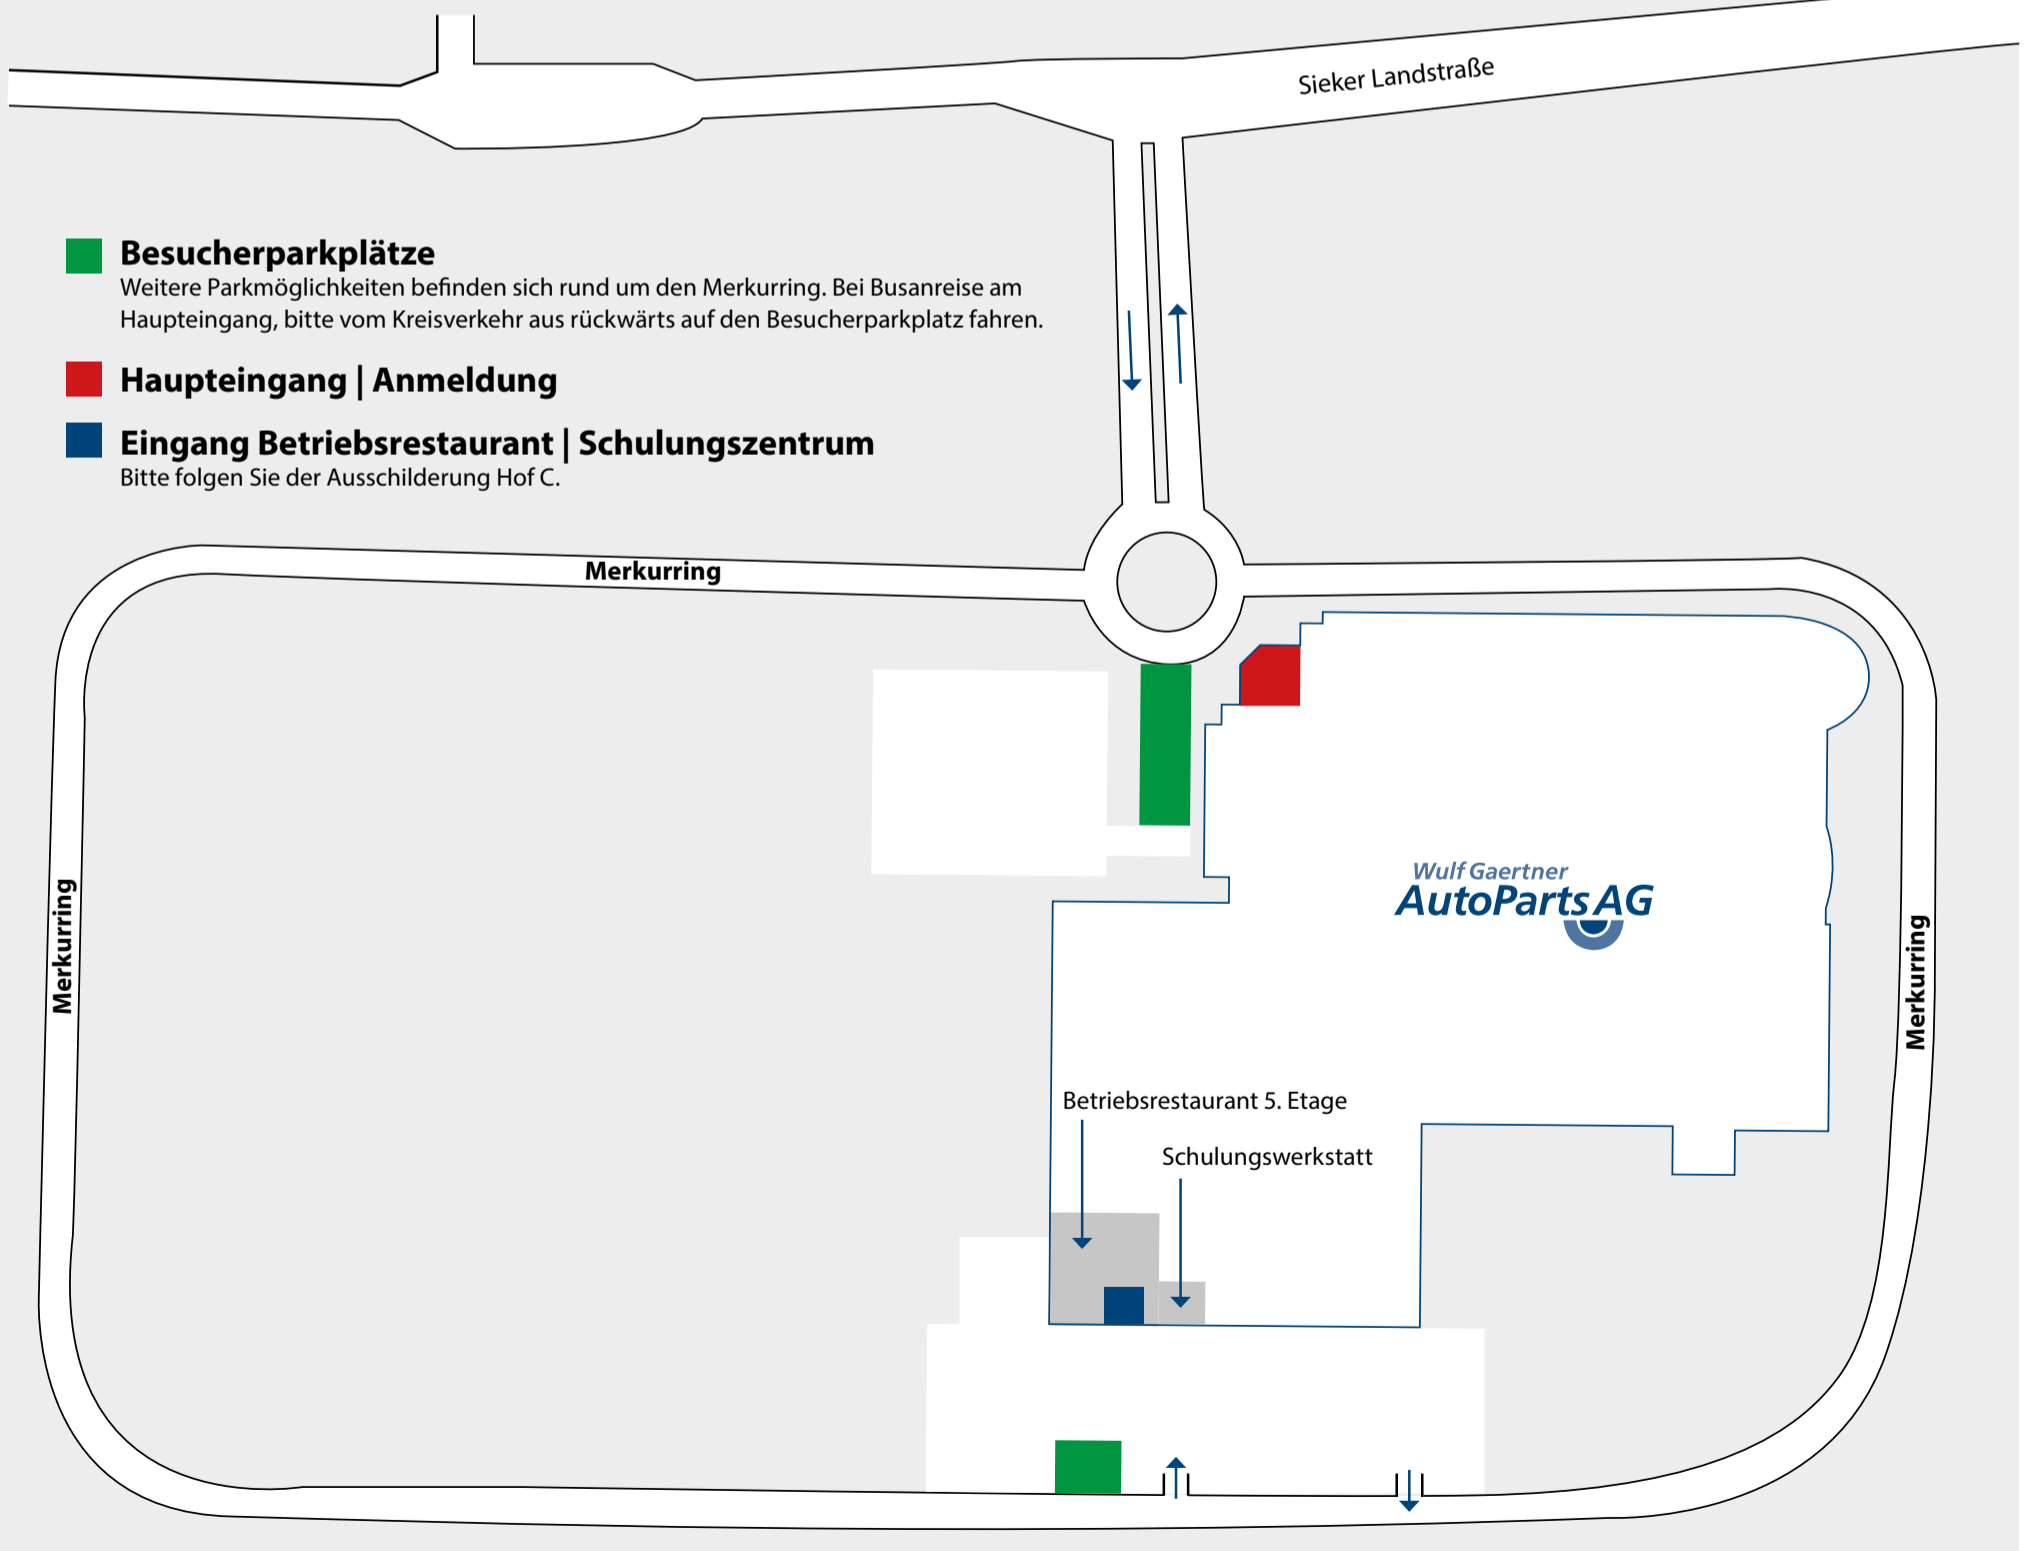 Sieker Landstraße
Besucherparkplätze
Weitere Parkmöglichkeiten befinden sich rund um den Merkurring. Bei Busanreise am
Haupteingang, bitte vom Kreisverkehr aus rückwärts auf den Besucherparkplatz fahren.
Haupteingang | Anmeldung
Eingang Betriebsrestaurant | Schulungszentrum
Bitte folgen Sie der Ausschilderung Hof C.
Merkurring
Merkurring
Wulf Gaertner
AutoParts AG
Merkurring
Betriebsrestaurant 5. Etage
Schulungswerkstatt